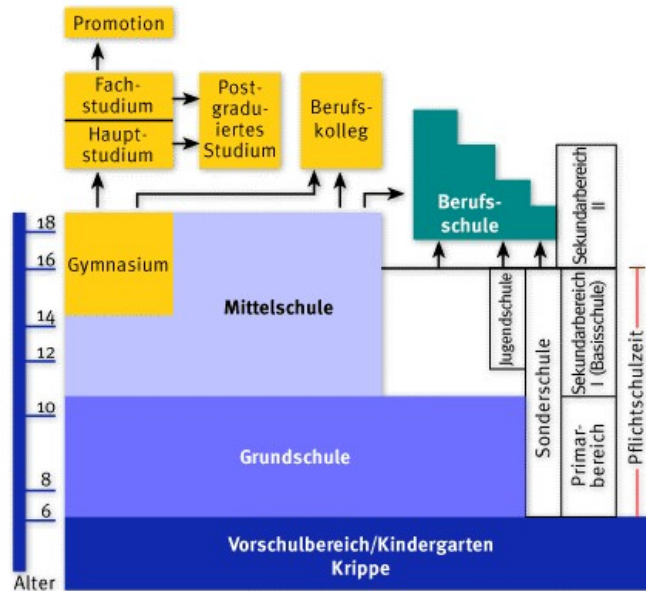 Promotion
Fach-
studium
Haupt-
studium
Post-
gradu-
iertes
Studium
Berufs-
kolleg
Berufs-
schule
Sekundarbereich
II
18
16
14
12
10
8
6
Alter
Gymnasium
Mittelschule
Jugendschule
Sonderschule
Sekundarbereich
I (Basisschule)
Primar-
bereich
Pflichtschulzeit
Grundschule
Vorschulbereich/Kindergarten
Krippe